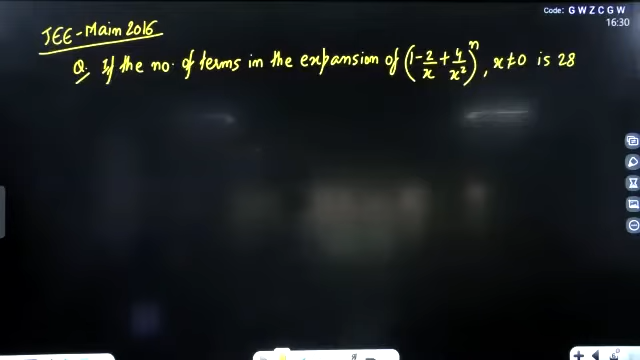 Code: G W Z C G W
16:30
JEE-Main 2016
Q. If the no. of terms in the expansion of (1-2/x+4/x²)ⁿ, x≠0 is 28